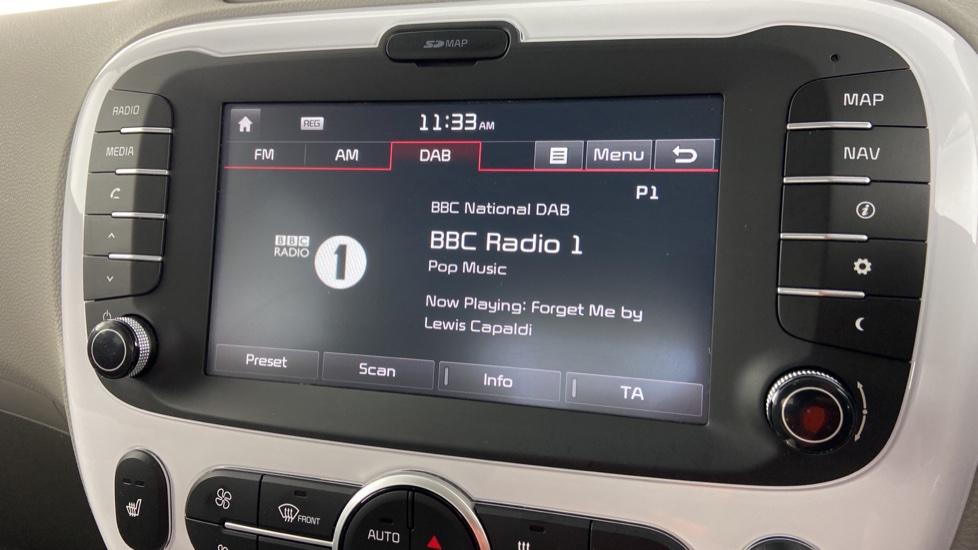 SD MAP
RADIO
MEDIA
REG 11:33 AM
FM AM DAB Menu
P1
BBC National DAB
BBC RADIO 1
BBC Radio 1
Pop Music
Now Playing: Forget Me by
Lewis Capaldi
Preset Scan Info TA
MAP
NAV
FRONT
AUTO